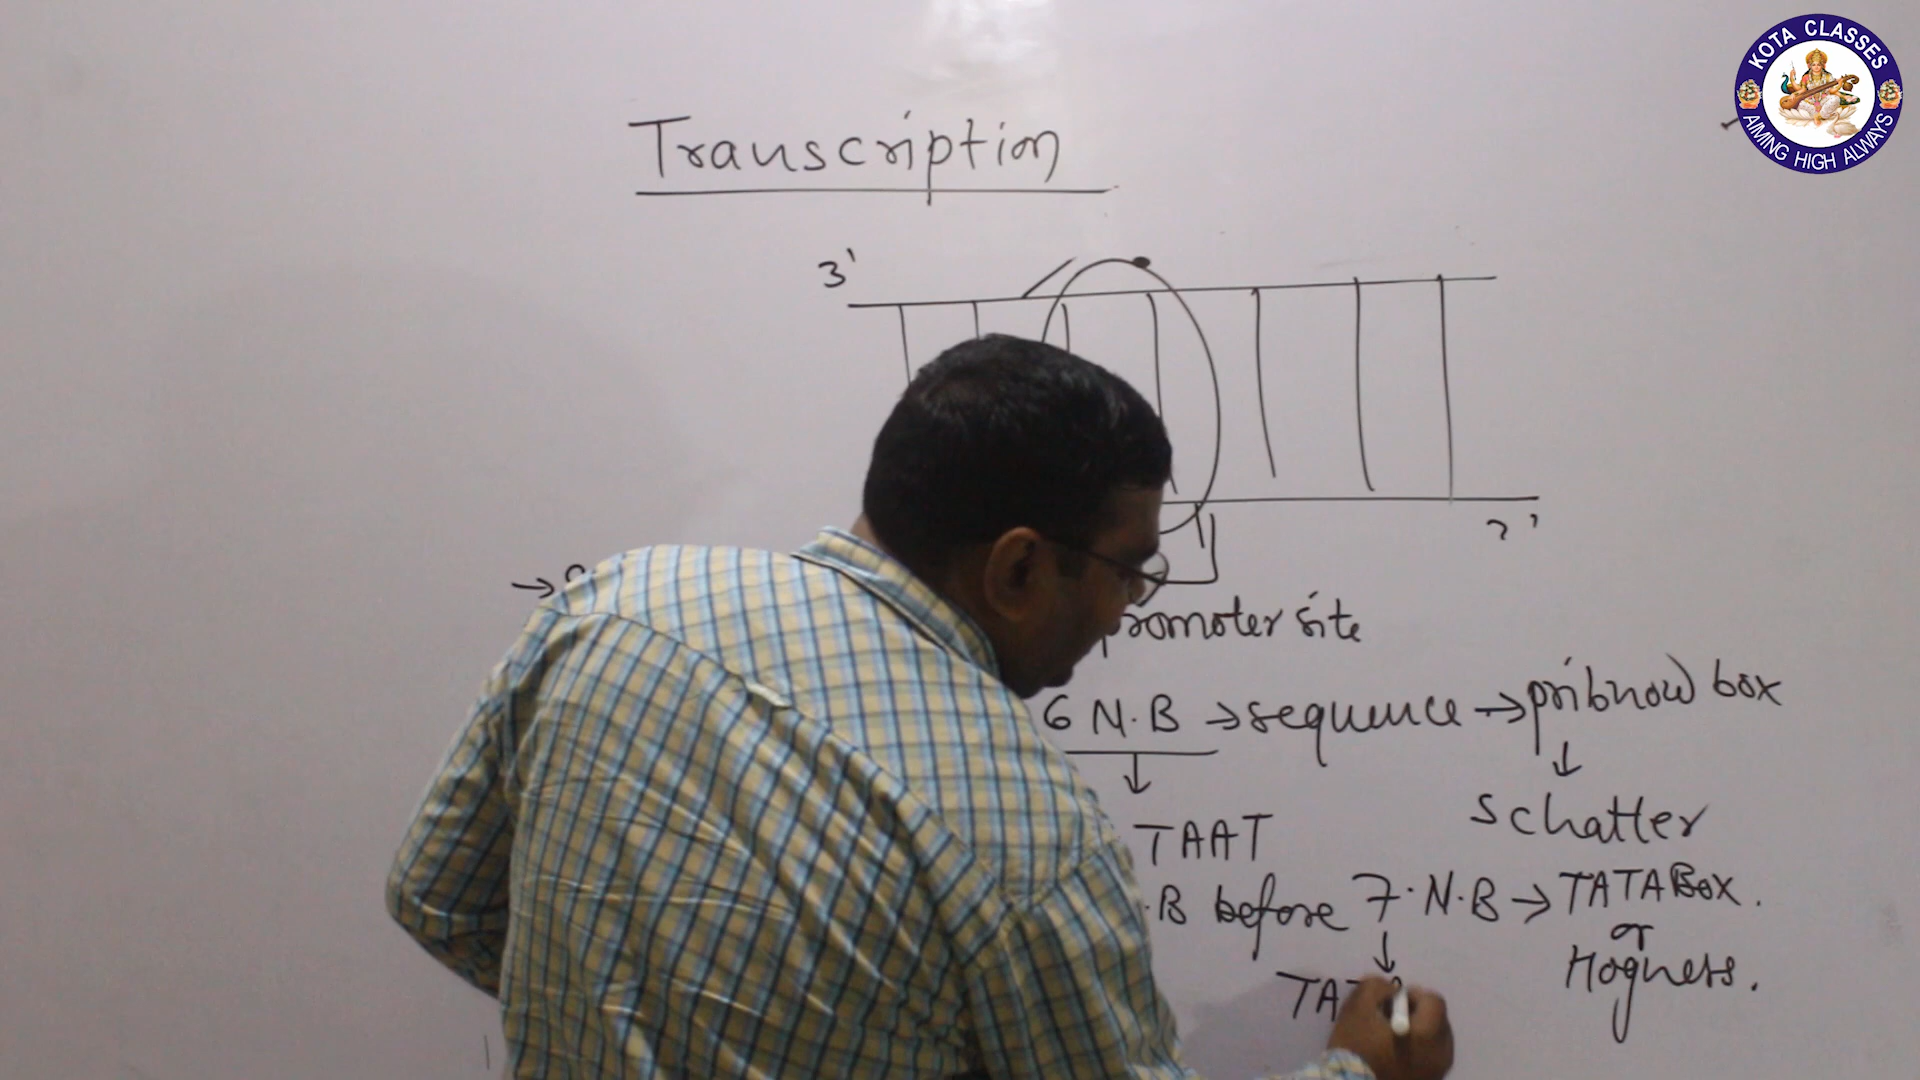 KOTA CLASSES
AIMING HIGH ALWAYS
Transcription
3'
promoter site
6 N.B → sequence → pribnow box
↓ ↓
TAAT
schatter
.B before 7.N.B → TATA Box.
↓ or
Hogness.